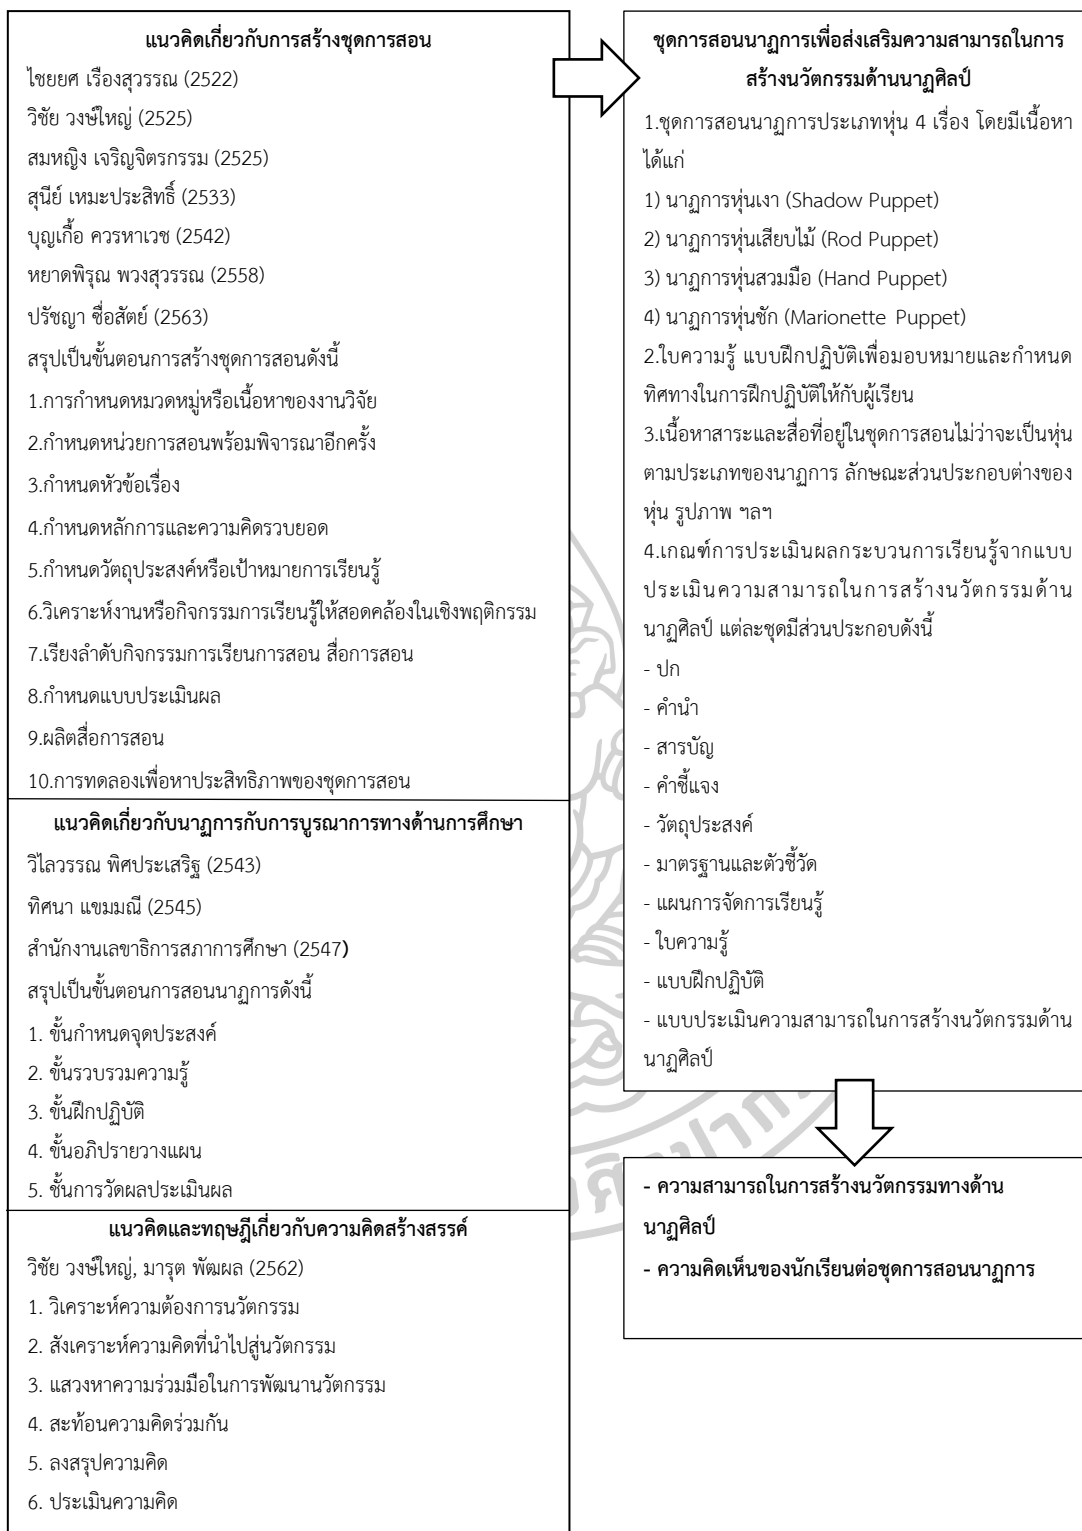 แนวคิดเกี่ยวกับการสร้างชุดการสอน
ไชยยศ เรืองสุวรรณ (2522)
วิชัย วงษ์ใหญ่ (2525)
สมหญิง เจริญจิตรกรรม (2525)
สุนีย์ เหมะประสิทธิ์ (2533)
บุญเกื้อ ควรหาเวช (2542)
หยาดพิรุณ พวงสุวรรณ (2558)
ปรัชญา ซื่อสัตย์ (2563)
สรุปเป็นขั้นตอนการสร้างชุดการสอนดังนี้
1.การกำหนดหมวดหมู่หรือเนื้อหาของงานวิจัย
2.กำหนดหน่วยการสอนพร้อมพิจารณาอีกครั้ง
3.กำหนดหัวข้อเรื่อง
4.กำหนดหลักการและความคิดรวบยอด
5.กำหนดวัตถุประสงค์หรือเป้าหมายการเรียนรู้
6.วิเคราะห์งานหรือกิจกรรมการเรียนรู้ให้สอดคล้องในเชิงพฤติกรรม
7.เรียงลำดับกิจกรรมการเรียนการสอน สื่อการสอน
8.กำหนดแบบประเมินผล
9.ผลิตสื่อการสอน
10.การทดลองเพื่อหาประสิทธิภาพของชุดการสอน
แนวคิดเกี่ยวกับนาฏการกับการบูรณาการทางด้านการศึกษา
วิไลวรรณ พิศประเสริฐ (2543)
ทิศนา แขมมณี (2545)
สำนักงานเลขาธิการสภาการศึกษา (2547)
สรุปเป็นขั้นตอนการสอนนาฏการดังนี้
1. ขั้นกำหนดจุดประสงค์
2. ขั้นรวบรวมความรู้
3. ขั้นฝึกปฏิบัติ
4. ขั้นอภิปรายวางแผน
5. ชั้นการวัดผลประเมินผล
แนวคิดและทฤษฎีเกี่ยวกับความคิดสร้างสรรค์
วิชัย วงษ์ใหญ่, มารุต พัฒผล (2562)
1. วิเคราะห์ความต้องการนวัตกรรม
2. สังเคราะห์ความคิดที่นำไปสู่นวัตกรรม
3. แสวงหาความร่วมมือในการพัฒนานวัตกรรม
4. สะท้อนความคิดร่วมกัน
5. ลงสรุปความคิด
6. ประเมินความคิด
ชุดการสอนนาฏการเพื่อส่งเสริมความสามารถในการ
สร้างนวัตกรรมด้านนาฏศิลป์
1.ชุดการสอนนาฏการประเภทหุ่น 4 เรื่อง โดยมีเนื้อหา
ได้แก่
1) นาฏการหุ่นเงา (Shadow Puppet)
2) นาฏการหุ่นเสียบไม้ (Rod Puppet)
3) นาฏการหุ่นสวมมือ (Hand Puppet)
4) นาฏการหุ่นชัก (Marionette Puppet)
2.ใบความรู้ แบบฝึกปฏิบัติเพื่อมอบหมายและกำหนด
ทิศทางในการฝึกปฏิบัติให้กับผู้เรียน
3.เนื้อหาสาระและสื่อที่อยู่ในชุดการสอนไม่ว่าจะเป็นหุ่น
ตามประเภทของนาฏการ ลักษณะส่วนประกอบต่างของ
หุ่น รูปภาพ ฯลฯ
4.เกณฑ์การประเมินผลกระบวนการเรียนรู้จากแบบ
ประเมินความสามารถในการสร้างนวัตกรรมด้าน
นาฏศิลป์ แต่ละชุดมีส่วนประกอบดังนี้
- ปก
- คำนำ
- สารบัญ
- คำชี้แจง
- วัตถุประสงค์
- มาตรฐานและตัวชี้วัด
- แผนการจัดการเรียนรู้
- ใบความรู้
- แบบฝึกปฏิบัติ
- แบบประเมินความสามารถในการสร้างนวัตกรรมด้าน
นาฏศิลป์
- ความสามารถในการสร้างนวัตกรรมทางด้าน
นาฏศิลป์
- ความคิดเห็นของนักเรียนต่อชุดการสอนนาฏการ